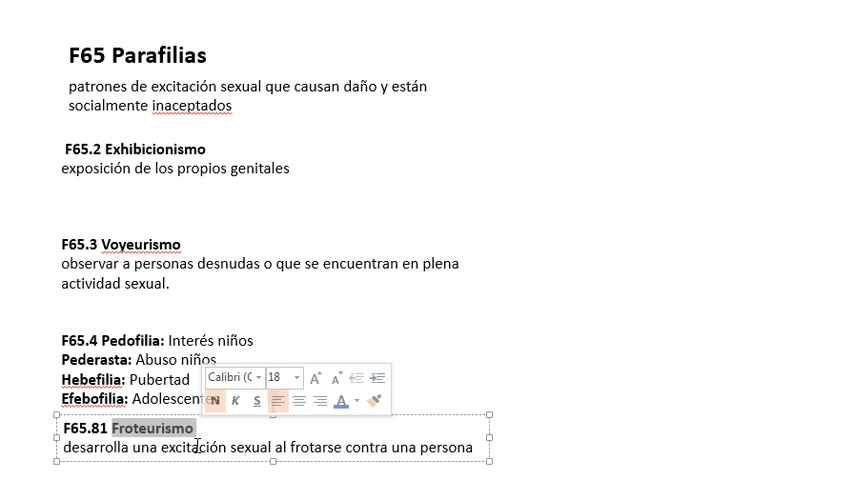 F65 Parafilias
patrones de excitación sexual que causan daño y están
socialmente inaceptados
F65.2 Exhibicionismo
exposición de los propios genitales
F65.3 Voyeurismo
observar a personas desnudas o que se encuentran en plena
actividad sexual.
F65.4 Pedofilia: Interés niños
Pederasta: Abuso niños
Hebefilia: Pubertad
Efebofilia: Adolescente
Calibri (C 18 A A
N K S A
F65.81 Froteurismo
desarrolla una excitación sexual al frotarse contra una persona